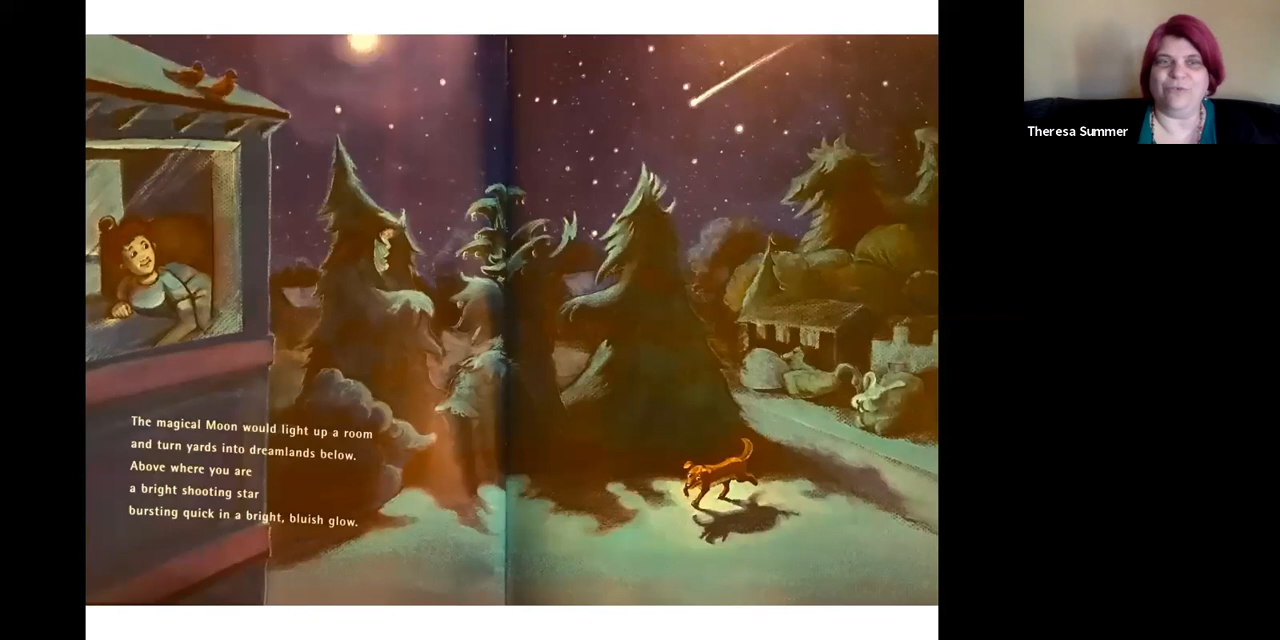 Theresa Summer
The magical Moon would light up a room
and turn yards into dreamlands below.
Above where you are
a bright shooting star
bursting quick in a bright, bluish glow.